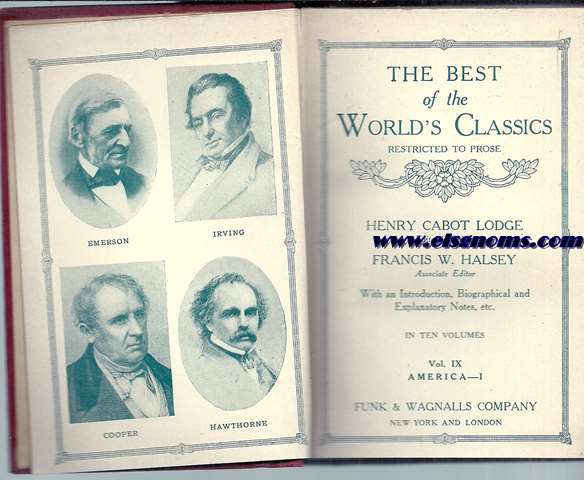 EMERSON
IRVING
COOPER
HAWTHORNE
THE BEST
of the
WORLD'S CLASSICS
RESTRICTED TO PROSE
HENRY CABOT LODGE
www.elsgnoms.com
FRANCIS W. HALSEY
Associate Editor
With an Introduction, Biographical and
Explanatory Notes, etc.
IN TEN VOLUMES
Vol. IX
AMERICA—I
FUNK & WAGNALLS COMPANY
NEW YORK AND LONDON